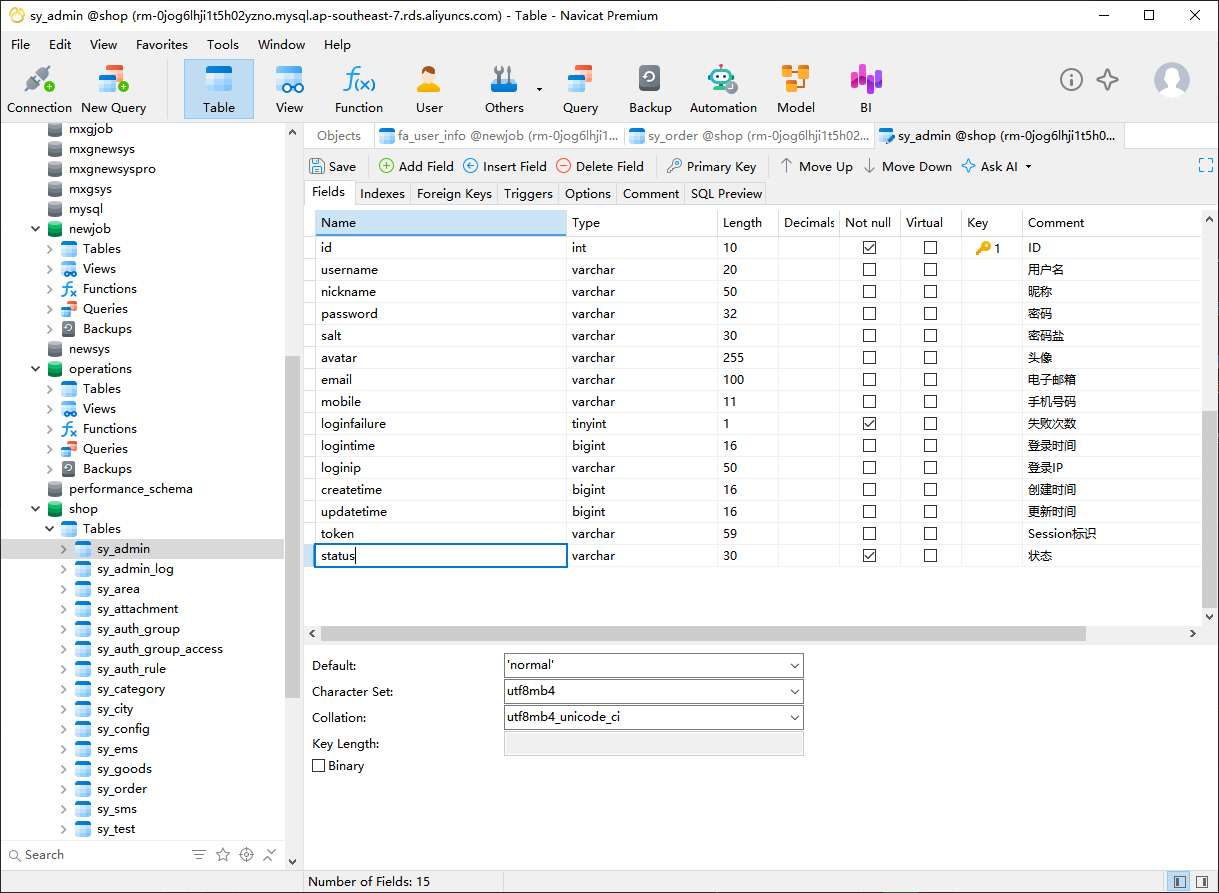 sy_admin @shop (rm-0jog6lhji1t5h02yzno.mysql.ap-southeast-7.rds.aliyuncs.com) - Table - Navicat Premium
File Edit View Favorites Tools Window Help
Connection New Query Table View Function User Others Query Backup Automation Model BI
mxgjob
mxgnewsys
mxgnewsyspro
mxgsys
mysql
newjob
Tables
Views
Functions
Queries
Backups
newsys
operations
Tables
Views
Functions
Queries
Backups
performance_schema
shop
Tables
sy_admin
sy_admin_log
sy_area
sy_attachment
sy_auth_group
sy_auth_group_access
sy_auth_rule
sy_category
sy_city
sy_config
sy_ems
sy_goods
sy_order
sy_sms
sy_test
Search
Objects fa_user_info @newjob (rm-0jog6lhji1... sy_order @shop (rm-0jog6lhji1t5h02... sy_admin @shop (rm-0jog6lhji1t5h0...
Save Add Field Insert Field Delete Field Primary Key Move Up Move Down Ask AI
Fields Indexes Foreign Keys Triggers Options Comment SQL Preview
Name Type Length Decimals Not null Virtual Key Comment
id int 10 1 ID
username varchar 20 用户名
nickname varchar 50 昵称
password varchar 32 密码
salt varchar 30 密码盐
avatar varchar 255 头像
email varchar 100 电子邮箱
mobile varchar 11 手机号码
loginfailure tinyint 1 失败次数
logintime bigint 16 登录时间
loginip varchar 50 登录IP
createtime bigint 16 创建时间
updatetime bigint 16 更新时间
token varchar 59 Session标识
status varchar 30 状态
Default: 'normal'
Character Set: utf8mb4
Collation: utf8mb4_unicode_ci
Key Length:
Binary
Number of Fields: 15